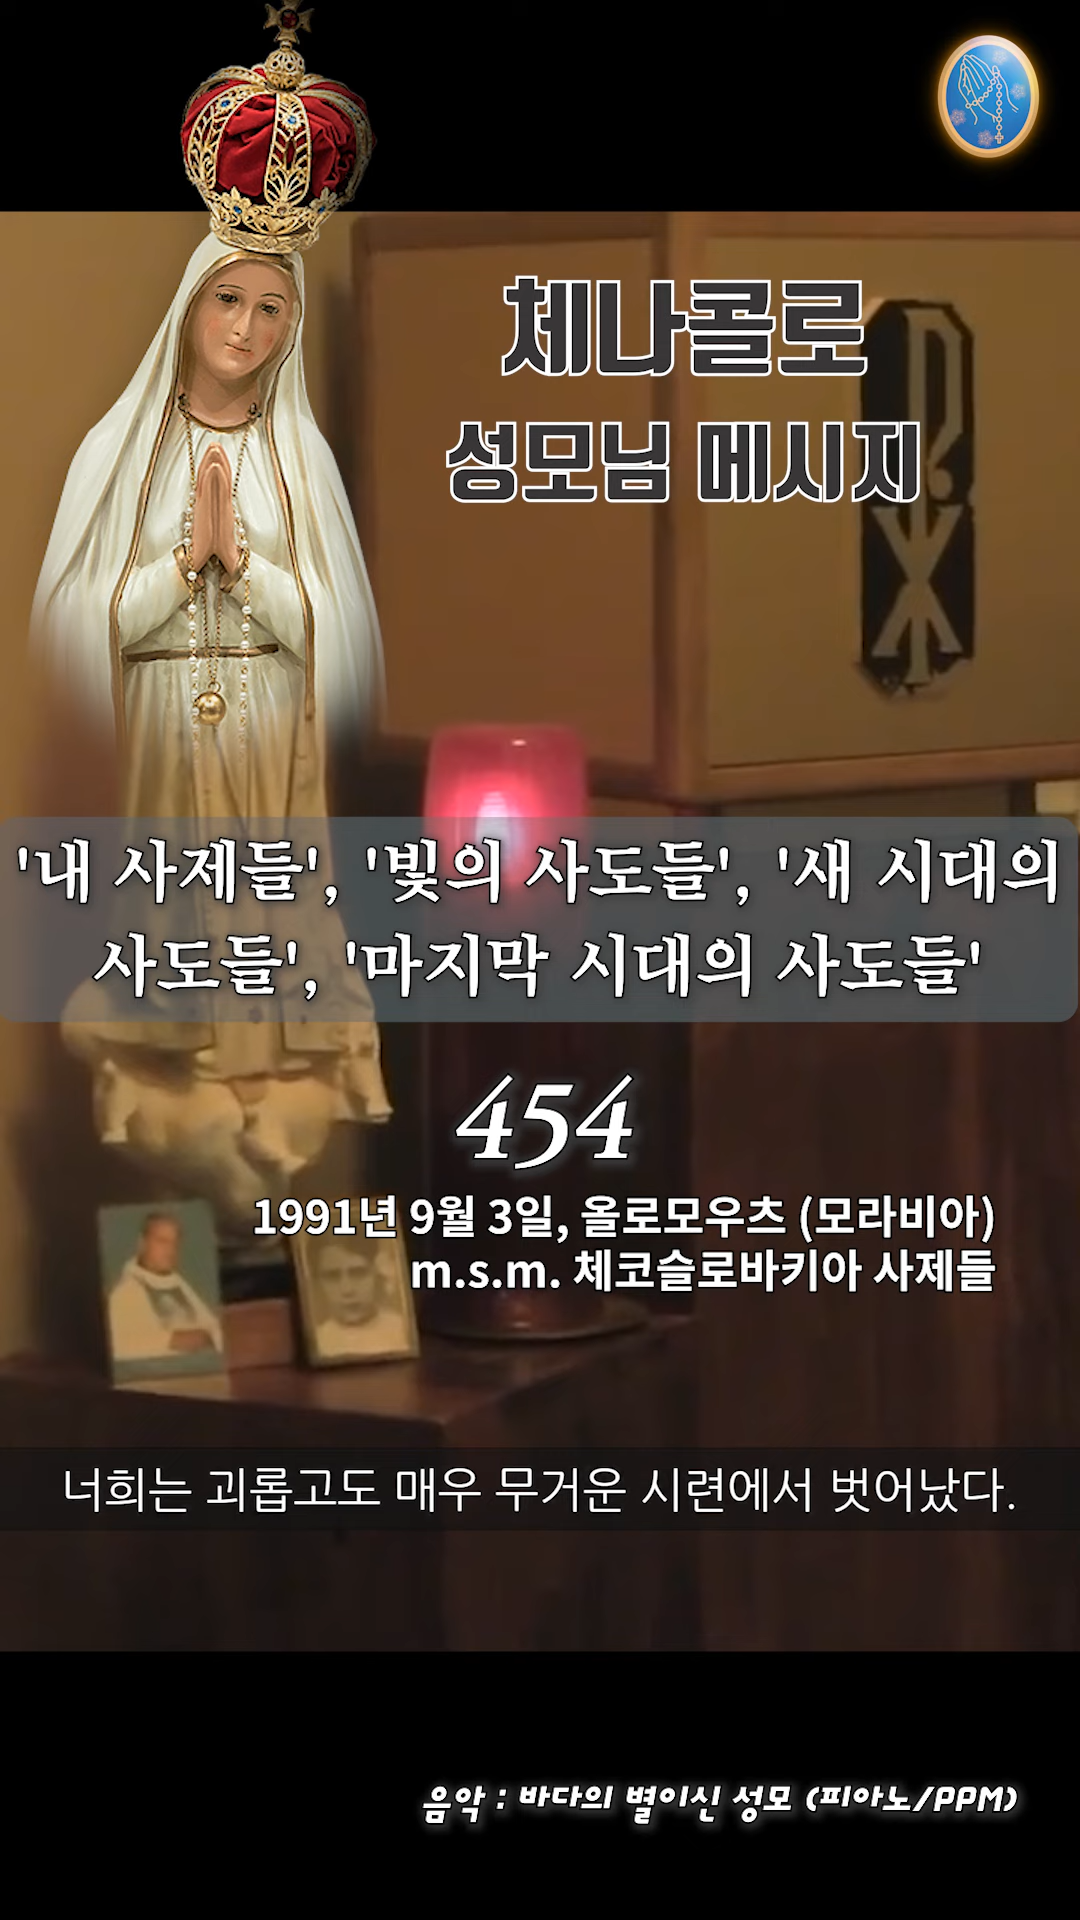 체나콜로
성모님 메시지
'내 사제들', '빛의 사도들', '새 시대의
사도들', '마지막 시대의 사도들'
454
1991년 9월 3일, 올로모우츠 (모라비아)
m.s.m. 체코슬로바키아 사제들
너희는 괴롭고도 매우 무거운 시련에서 벗어났다.
음악 : 바다의 별이신 성모 (피아노/PPM)